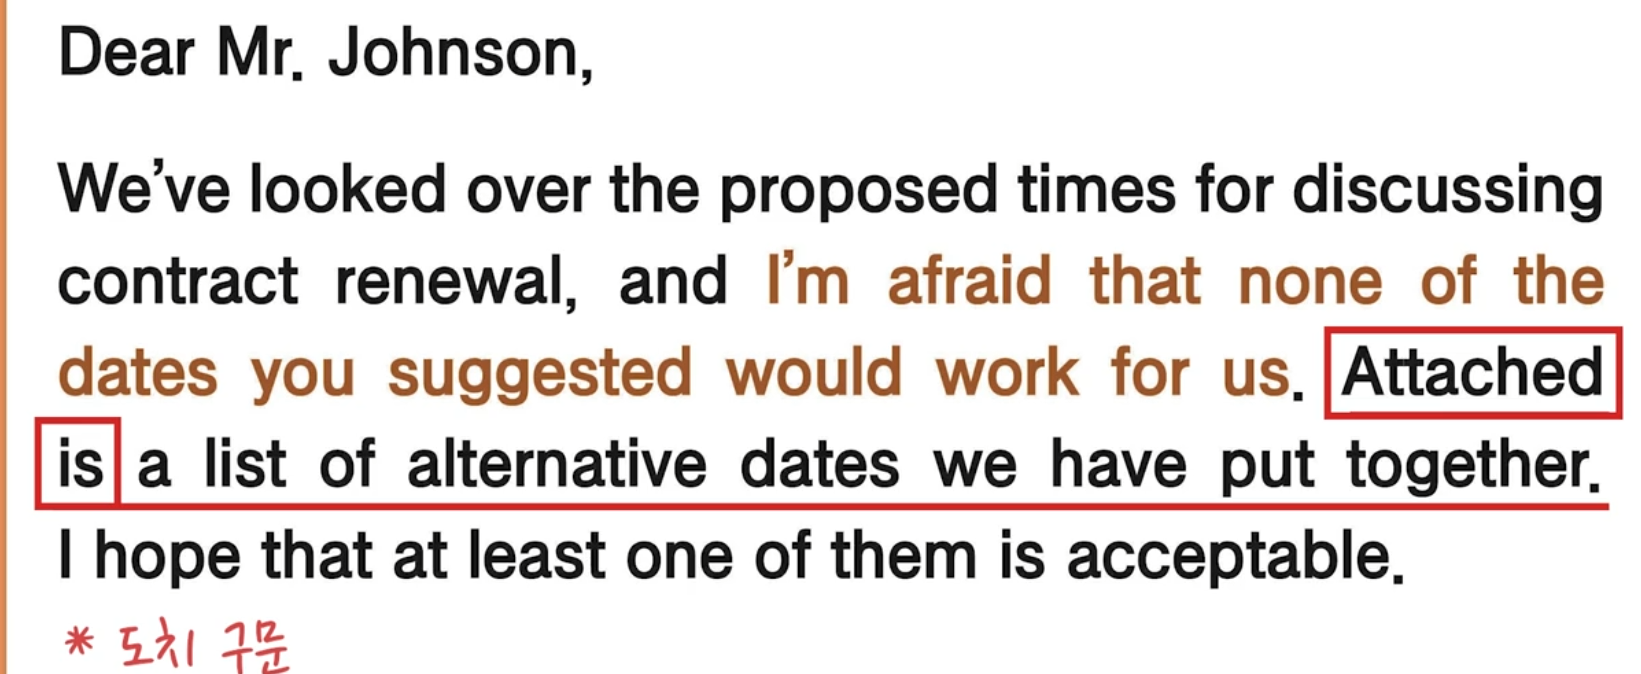 Dear Mr. Johnson,
We've looked over the proposed times for discussing
contract renewal, and I'm afraid that none of the
dates you suggested would work for us. Attached
is a list of alternative dates we have put together.
I hope that at least one of them is acceptable.
* 도치 구문